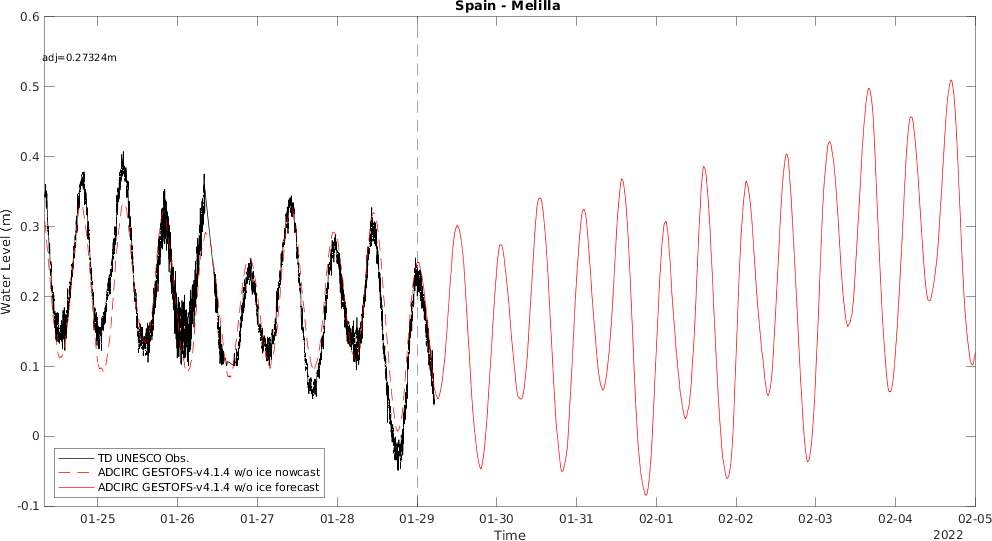 Spain - Melilla
0.6
adj=0.27324m
0.5
0.4
0.3
0.2
0.1
0
-0.1
Water Level (m)
TD UNESCO Obs.
ADCIRC GESTOFS-v4.1.4 w/o ice nowcast
ADCIRC GESTOFS-v4.1.4 w/o ice forecast
01-25 01-26 01-27 01-28 01-29 01-30 01-31 02-01 02-02 02-03 02-04 02-05
Time
2022